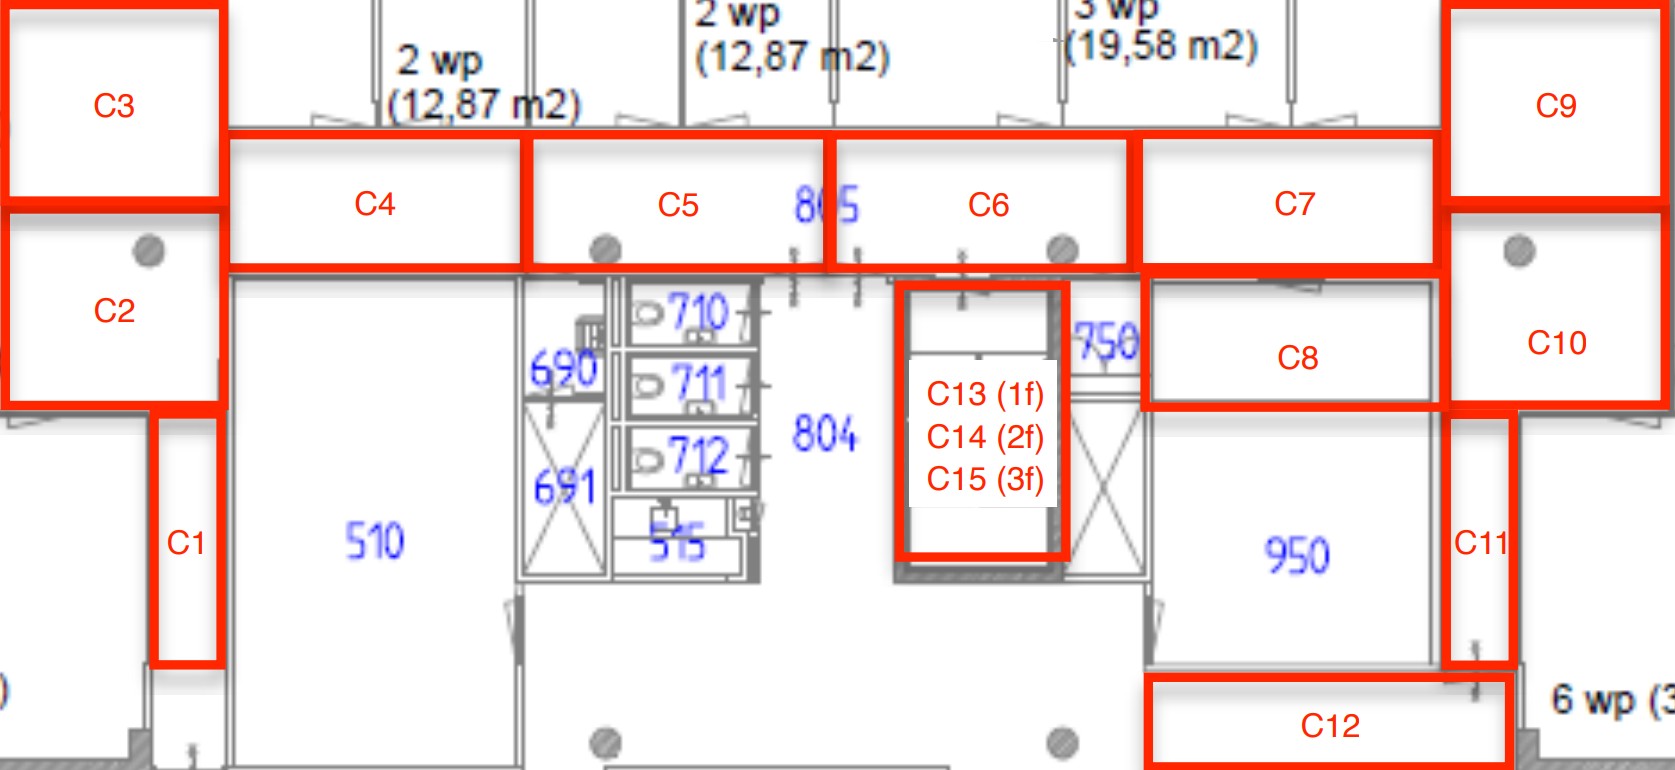 2 wp
(12,87 m2)
2 wp
(12,87 m2)
3 wp
(19,58 m2)
C3
C9
C4
C5
805
C6
C7
C2
C10
710
690
711
712
691
515
510
804
C13 (1f)
C14 (2f)
C15 (3f)
750
C8
950
C1
C11
C12
)
6 wp (3